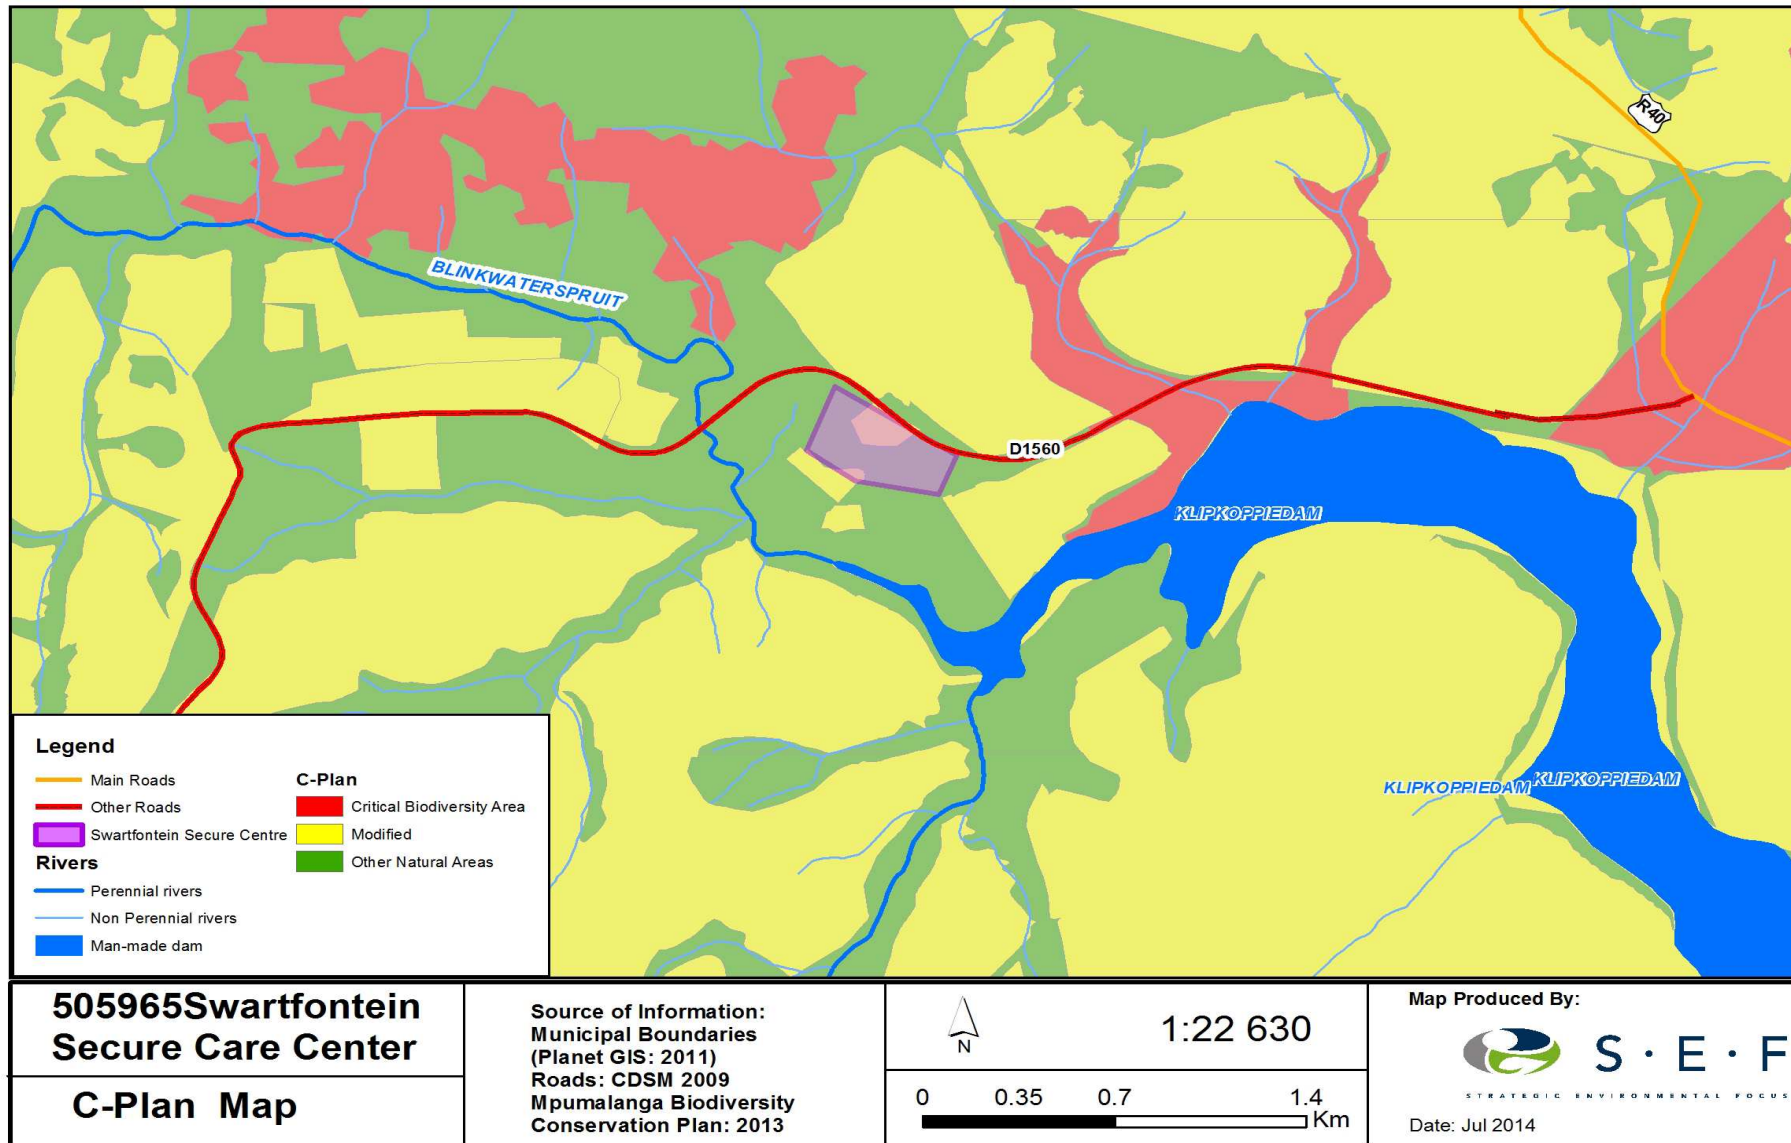 R40
BLINKWATERSPRUIT
D1560
KLIPKOPPIEDAM
KLIPKOPPIEDAM
KLIPKOPPIEDAM
Legend
Main Roads
Other Roads
Swartfontein Secure Centre
Rivers
Perennial rivers
Non Perennial rivers
Man-made dam
C-Plan
Critical Biodiversity Area
Modified
Other Natural Areas
505965Swartfontein
Secure Care Center
C-Plan Map
Source of Information:
Municipal Boundaries
(Planet GIS: 2011)
Roads: CDSM 2009
Mpumalanga Biodiversity
Conservation Plan: 2013
N
1:22 630
0 0.35 0.7 1.4
Km
Map Produced By:
S · E · F
STRATEGIC ENVIRONMENTAL FOCUS
Date: Jul 2014